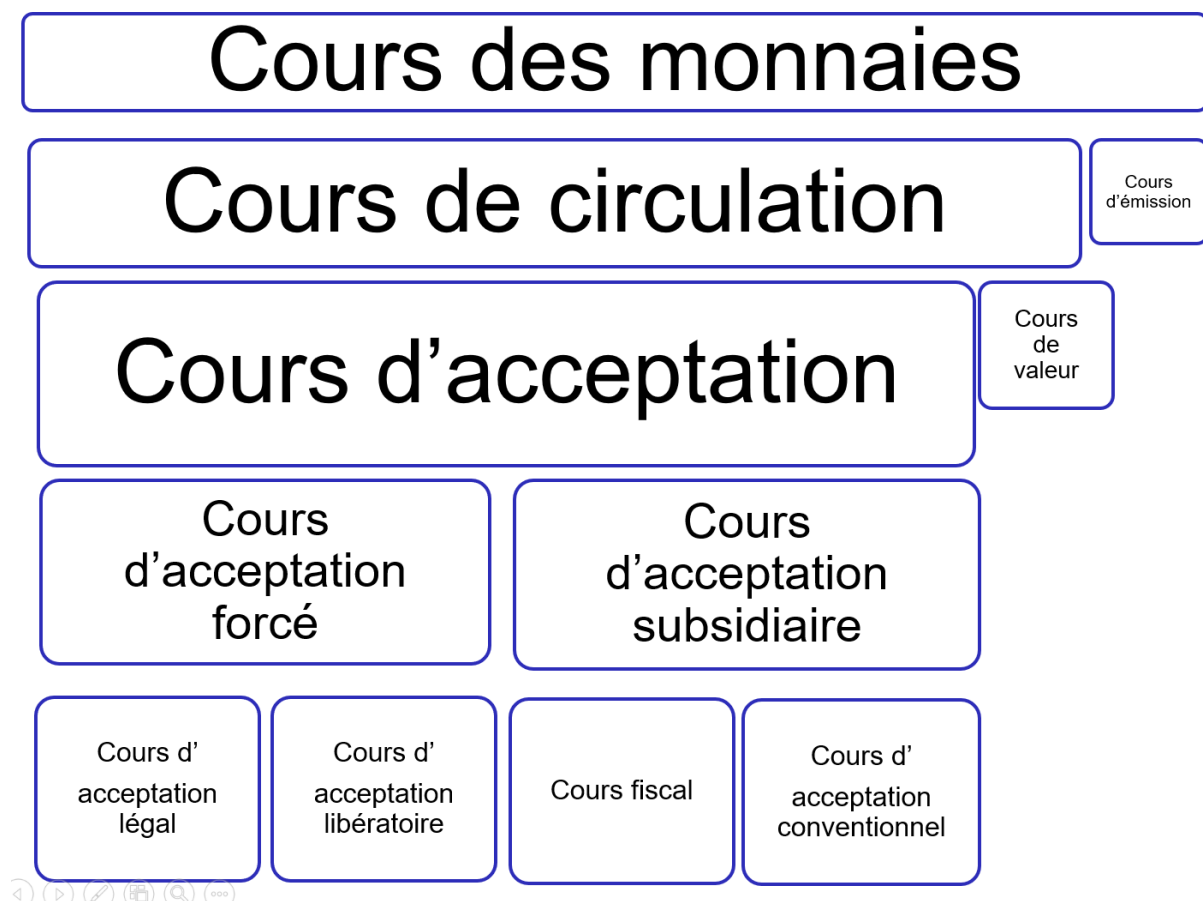 Cours des monnaies
Cours de circulation
Cours
d’émission
Cours d’acceptation
Cours
de
valeur
Cours
d’acceptation
forcé
Cours
d’acceptation
subsidiaire
Cours d’
acceptation
légal
Cours d’
acceptation
libératoire
Cours fiscal
Cours d’
acceptation
conventionnel